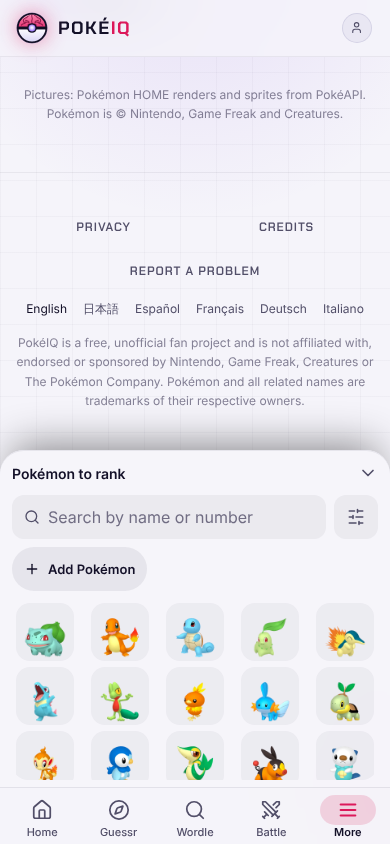 POKÉIQ
Pictures: Pokémon HOME renders and sprites from PokéAPI.
Pokémon is © Nintendo, Game Freak and Creatures.
PRIVACY
CREDITS
REPORT A PROBLEM
English 日本語 Español Français Deutsch Italiano
PokéIQ is a free, unofficial fan project and is not affiliated with,
endorsed or sponsored by Nintendo, Game Freak, Creatures or
The Pokémon Company. Pokémon and all related names are
trademarks of their respective owners.
Pokémon to rank
Search by name or number
Add Pokémon
Home
Guessr
Wordle
Battle
More